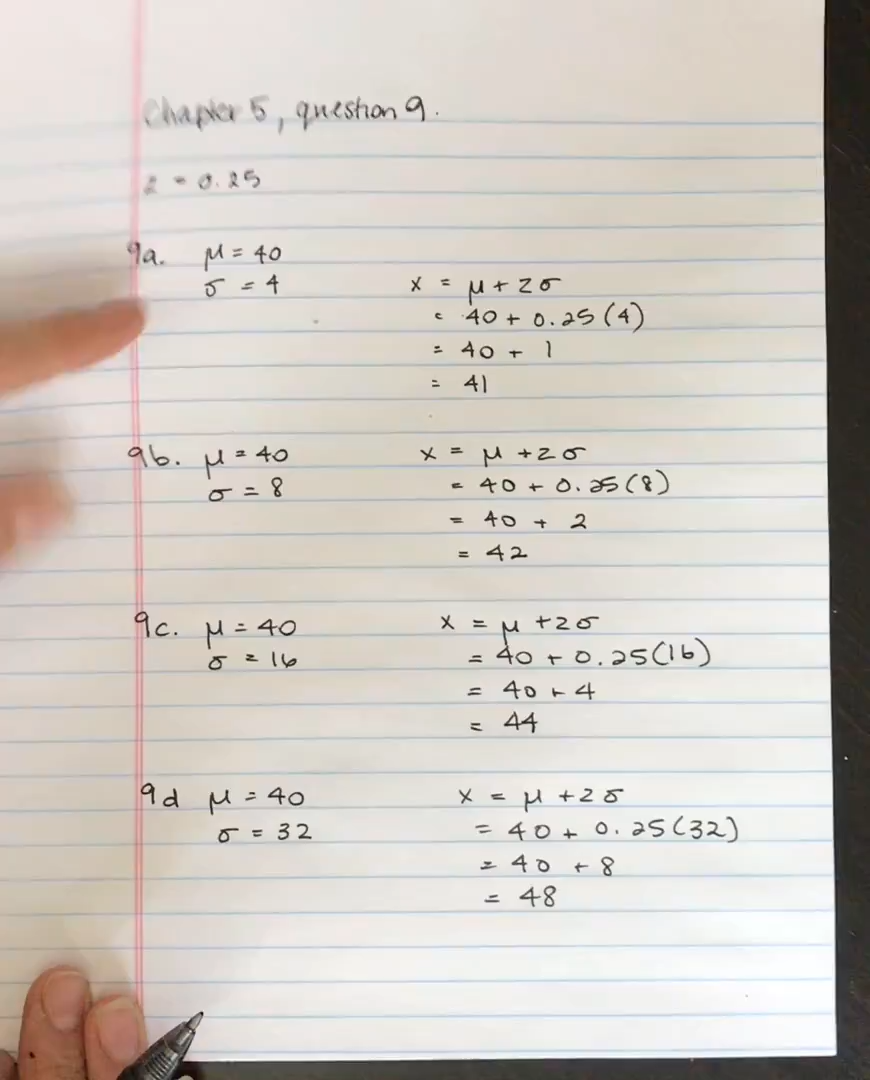 Chapter 5, question 9.
z = 0.25
9a. μ = 40
σ = 4
x = μ + zσ
= 40 + 0.25(4)
= 40 + 1
= 41
9b. μ = 40
σ = 8
x = μ + zσ
= 40 + 0.25(8)
= 40 + 2
= 42
9c. μ = 40
σ = 16
x = μ + zσ
= 40 + 0.25(16)
= 40 + 4
= 44
9d μ = 40
σ = 32
x = μ + zσ
= 40 + 0.25(32)
= 40 + 8
= 48